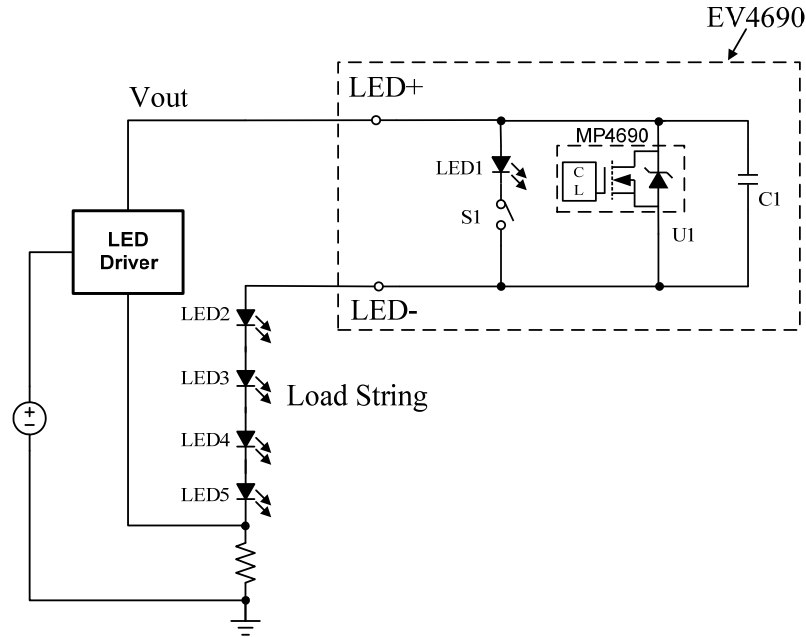 EV4690
LED+
Vout
MP4690
LED1
C
L
S1
C1
U1
LED
Driver
LED-
LED2
LED3
Load String
+
−
LED4
LED5